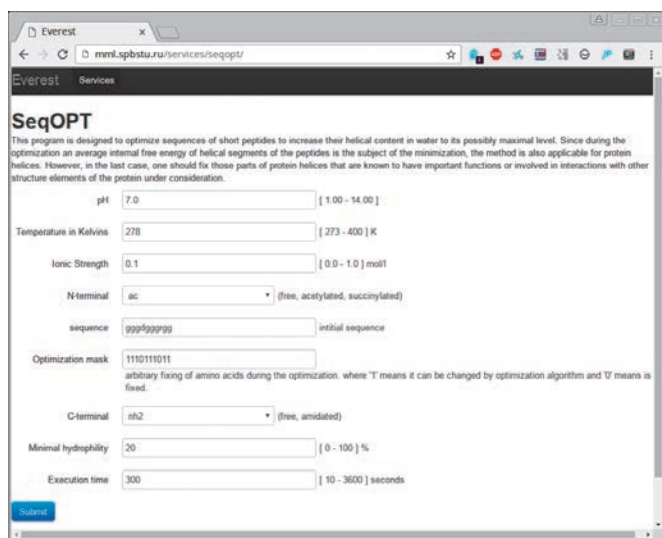 Everest
mml.spbstu.ru/services/seqopt/
Everest Services
SeqOPT
This program is designed to optimize sequences of short peptides to increase their helical content in water to its possibly maximal level. Since during the
optimization an average internal free energy of helical segments of the peptides is the subject of the minimization, the method is also applicable for protein
helices. However, in the last case, one should fix those parts of protein helices that are known to have important functions or involved in interactions with other
structure elements of the protein under consideration.
pH 7.0 [ 1.00 - 14.00 ]
Temperature in Kelvins 278 [ 273 - 400 ] K
Ionic Strength 0.1 [ 0.0 - 1.0 ] mol/l
N-terminal ac (free, acetylated, succinylated)
sequence gggdgggrgg intitial sequence
Optimization mask 1110111011
arbitrary fixing of amino acids during the optimization. where '1' means it can be changed by optimization algorithm and '0' means is
fixed.
C-terminal nh2 (free, amidated)
Minimal hydrophility 20 [ 0 - 100 ] %
Execution time 300 [ 10 - 3600 ] seconds
Submit